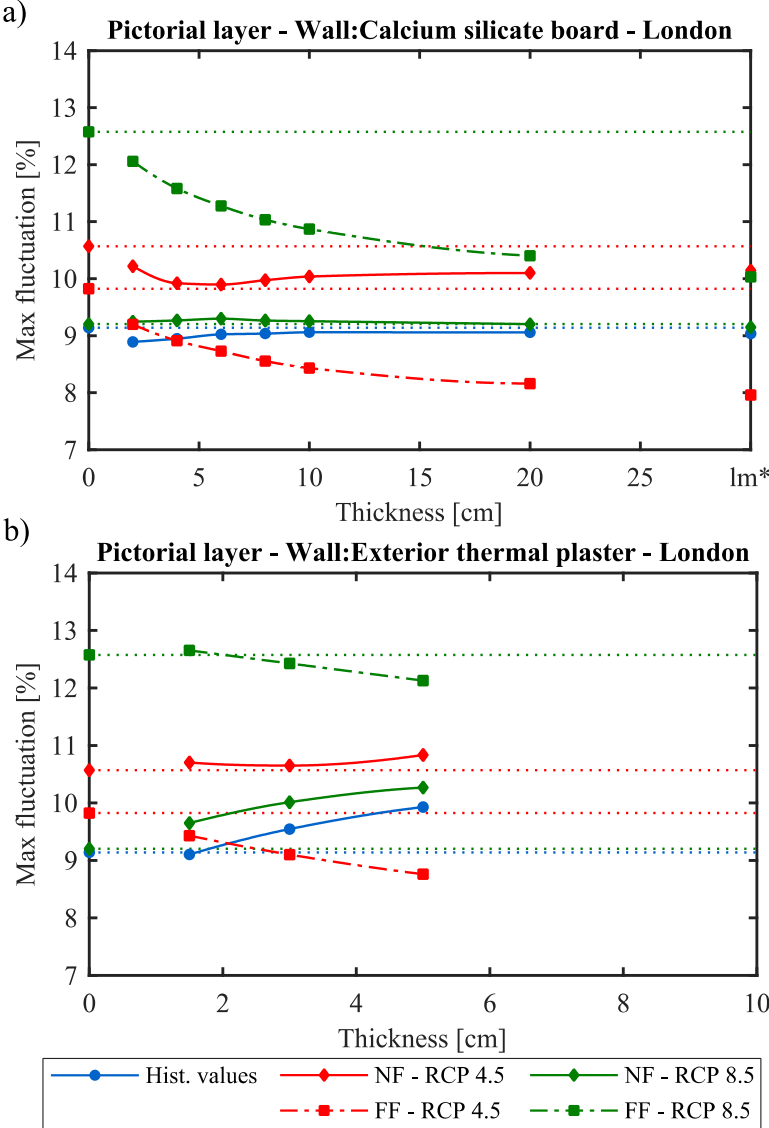 a)
Pictorial layer - Wall:Calcium silicate board - London
14
13
12
11
10
9
8
7
Max fluctuation [%]
0 5 10 15 20 25 lm*
Thickness [cm]
b)
Pictorial layer - Wall:Exterior thermal plaster - London
14
13
12
11
10
9
8
7
Max fluctuation [%]
0 2 4 6 8 10
Thickness [cm]
Hist. values NF - RCP 4.5 NF - RCP 8.5
FF - RCP 4.5 FF - RCP 8.5